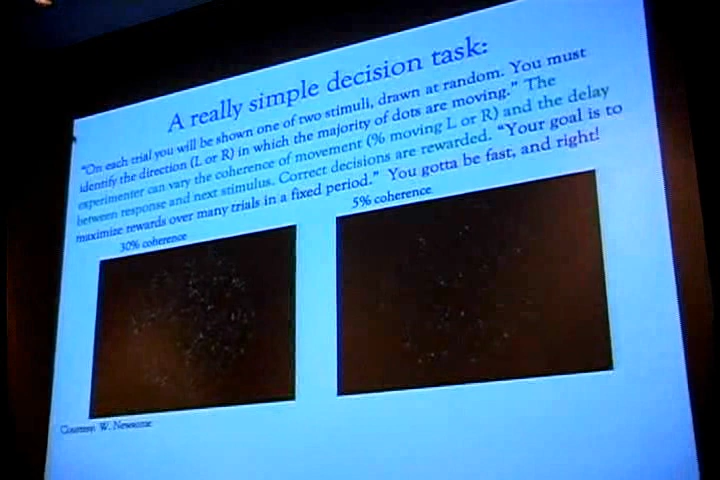 A really simple decision task:
"On each trial you will be shown one of two stimuli, drawn at random. You must
identify the direction (L or R) in which the majority of dots are moving." The
experimenter can vary the coherence of movement (% moving L or R) and the delay
between response and next stimulus. Correct decisions are rewarded. "Your goal is to
maximize rewards over many trials in a fixed period." You gotta be fast, and right!
30% coherence
5% coherence
Courtesy: W. Newsome